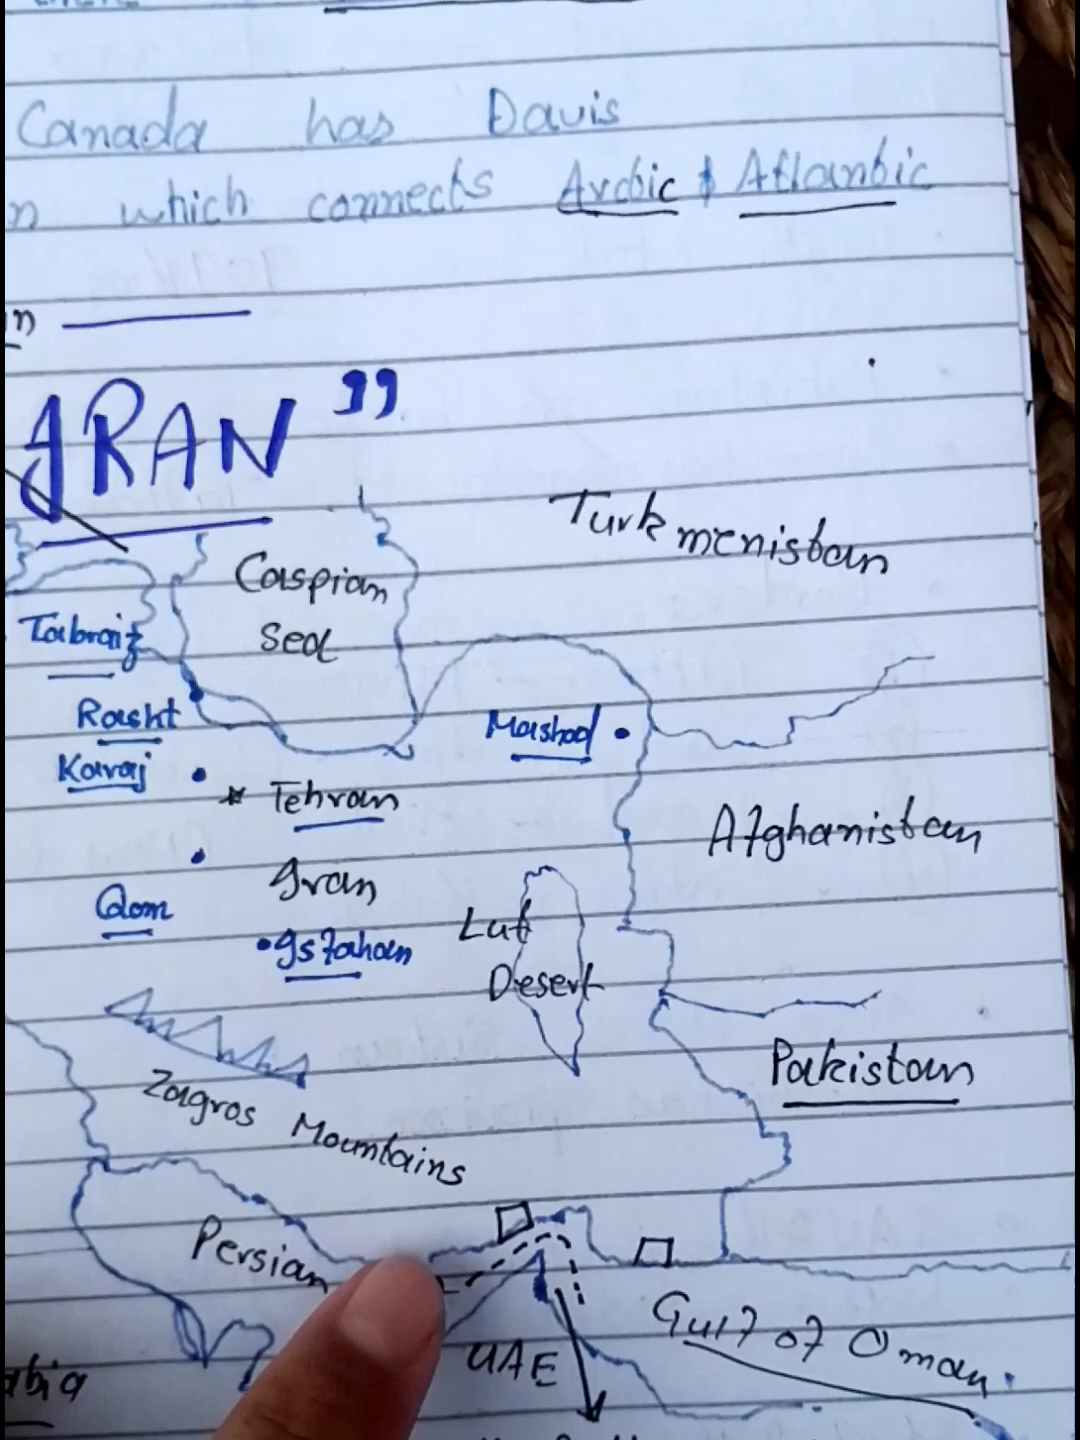 Canada has Davis
n which connects Arctic & Atlantic
n
IRAN"
Turkmenistan
Caspian
Sea
Tabraiz
Rasht
Mashad
Karaj
Tehran
Afghanistan
Iran
Qom
Lut
Isfahan
Desert
Pakistan
Zagros Mountains
Persian
Gulf of Oman.
UAE
abia